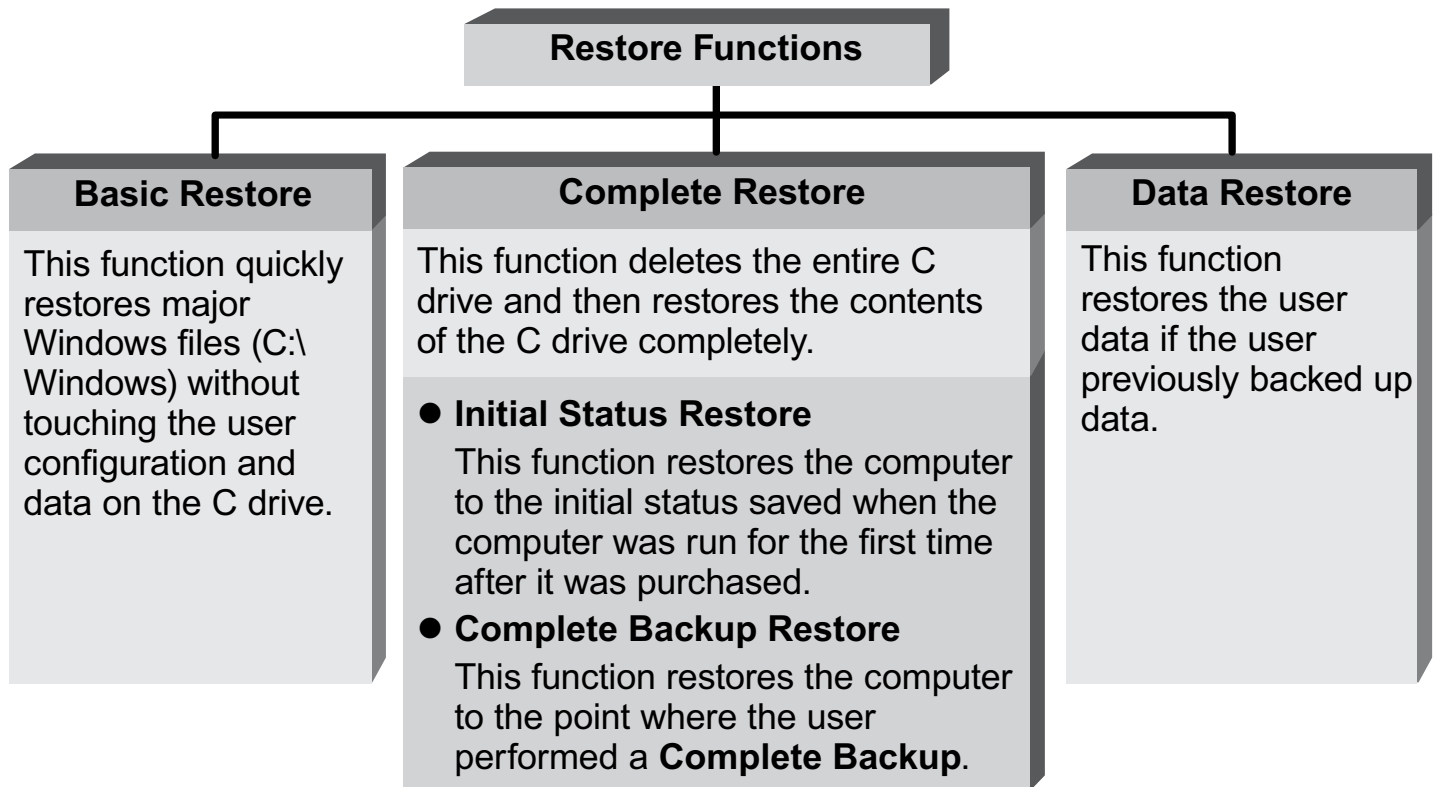 Restore Functions
Basic Restore
This function quickly
restores major
Windows files (C:\
Windows) without
touching the user
configuration and
data on the C drive.
Complete Restore
This function deletes the entire C
drive and then restores the contents
of the C drive completely.
● Initial Status Restore
This function restores the computer
to the initial status saved when the
computer was run for the first time
after it was purchased.
● Complete Backup Restore
This function restores the computer
to the point where the user
performed a Complete Backup.
Data Restore
This function
restores the user
data if the user
previously backed up
data.